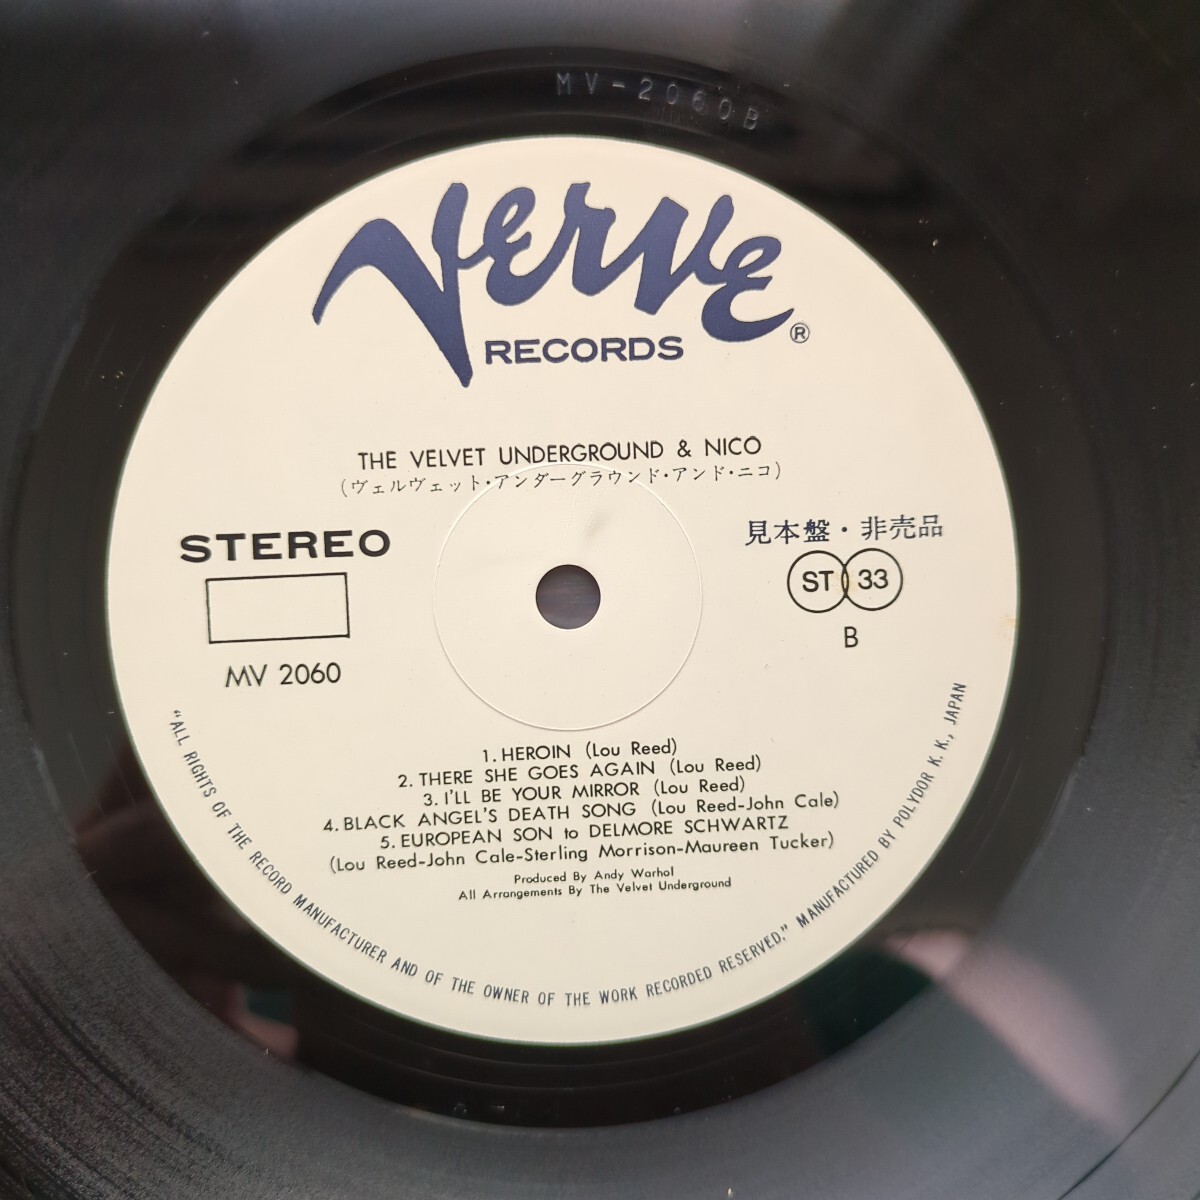 MV-2060B
VERVE
RECORDS ®
THE VELVET UNDERGROUND & NICO
(ヴェルヴェット・アンダーグラウンド・アンド・ニコ)
STEREO
MV 2060
見本盤・非売品
ST 33
B
1. HEROIN (Lou Reed)
2. THERE SHE GOES AGAIN (Lou Reed)
3. I'LL BE YOUR MIRROR (Lou Reed)
4. BLACK ANGEL'S DEATH SONG (Lou Reed-John Cale)
5. EUROPEAN SON to DELMORE SCHWARTZ
(Lou Reed-John Cale-Sterling Morrison-Maureen Tucker)
Produced By Andy Warhol
All Arrangements By The Velvet Underground
"ALL RIGHTS OF THE RECORD MANUFACTURER AND OF THE OWNER OF THE WORK RECORDED RESERVED." MANUFACTURED BY POLYDOR K. K., JAPAN